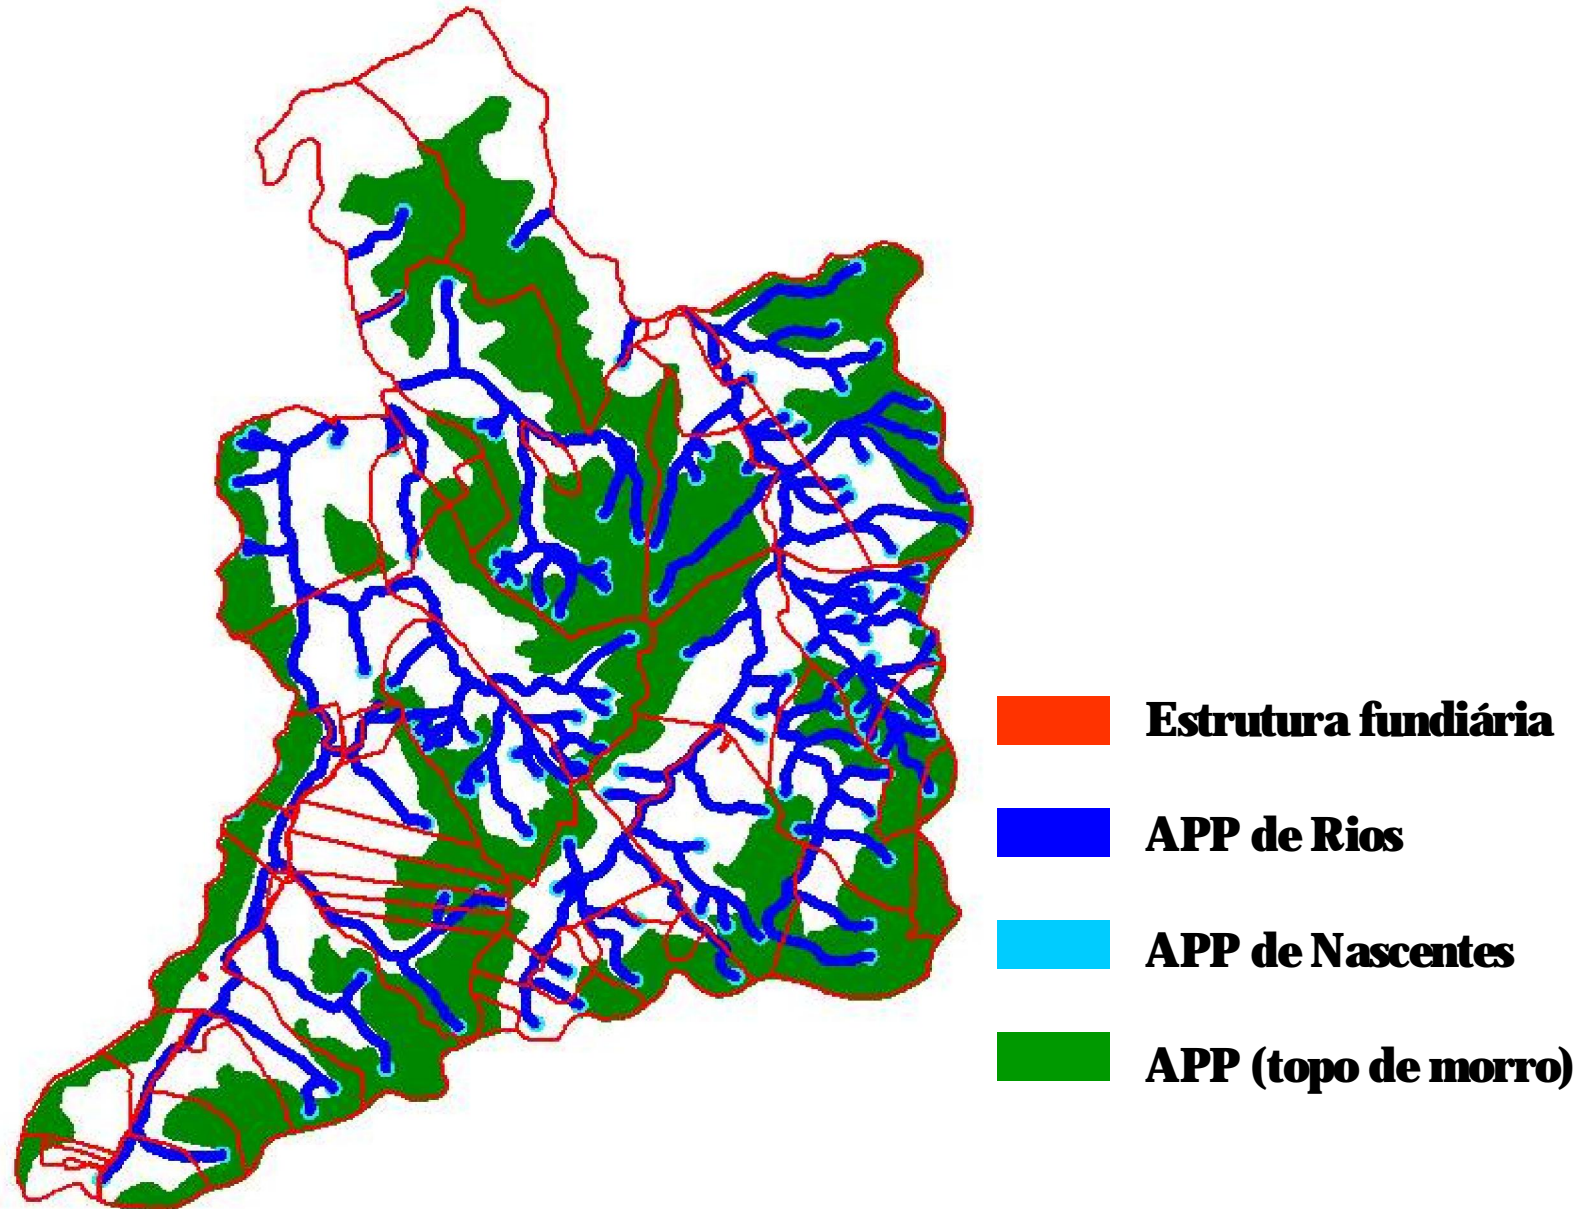 Estrutura fundiária
APP de Rios
APP de Nascentes
APP (topo de morro)